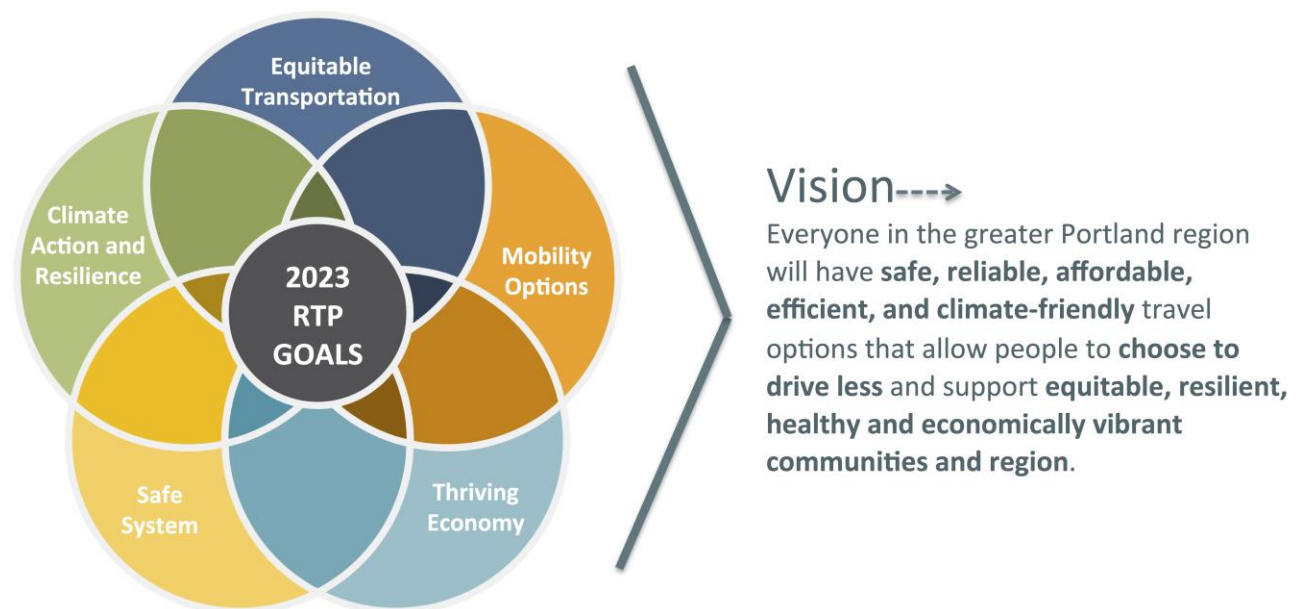 Equitable
Transportation
Climate
Action and
Resilience
Mobility
Options
2023
RTP
GOALS
Safe
System
Thriving
Economy
Vision
Everyone in the greater Portland region
will have safe, reliable, affordable,
efficient, and climate-friendly travel
options that allow people to choose to
drive less and support equitable, resilient,
healthy and economically vibrant
communities and region.